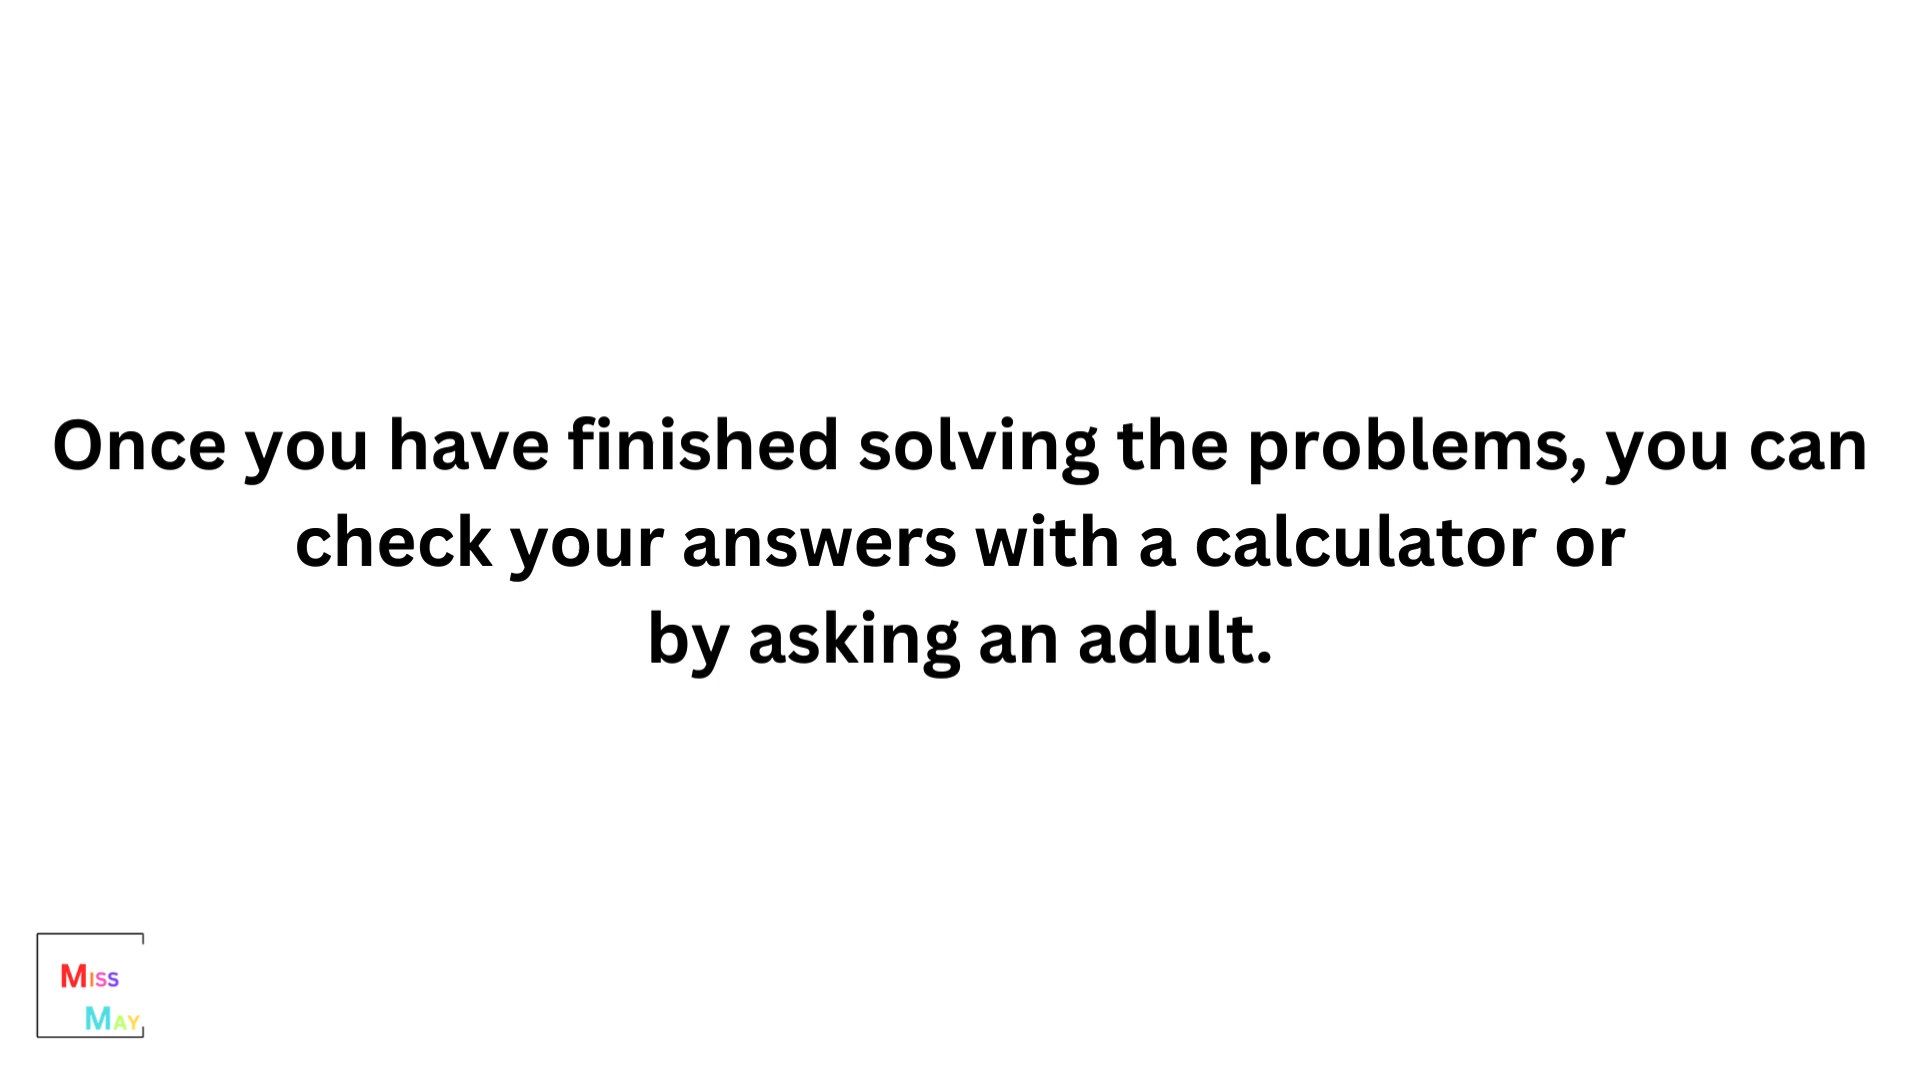 Once you have finished solving the problems, you can
check your answers with a calculator or
by asking an adult.
Miss
May